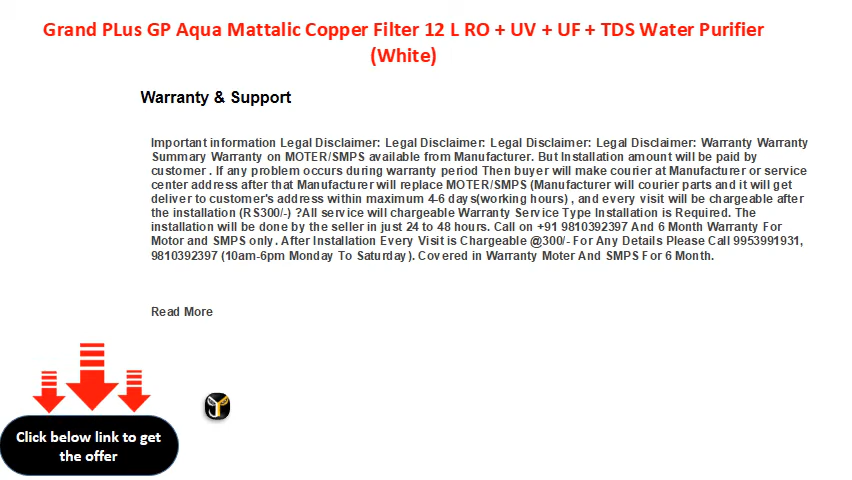 Grand PLus GP Aqua Mattalic Copper Filter 12 L RO + UV + UF + TDS Water Purifier
(White)
Warranty & Support
Important information Legal Disclaimer: Legal Disclaimer: Legal Disclaimer: Legal Disclaimer: Warranty Warranty
Summary Warranty on MOTER/SMPS available from Manufacturer. But Installation amount will be paid by
customer . If any problem occurs during warranty period Then buyer will make courier at Manufacturer or service
center address after that Manufacturer will replace MOTER/SMPS (Manufacturer will courier parts and it will get
deliver to customer's address within maximum 4-6 days(working hours) , and every visit will be chargeable after
the installation (RS300/-) ?All service will chargeable Warranty Service Type Installation is Required. The
installation will be done by the seller in just 24 to 48 hours. Call on +91 9810392397 And 6 Month Warranty For
Motor and SMPS only. After Installation Every Visit is Chargeable @300/- For Any Details Please Call 9953991931,
9810392397 (10am-6pm Monday To Saturday). Covered in Warranty Moter And SMPS For 6 Month.
Read More
Click below link to get
the offer